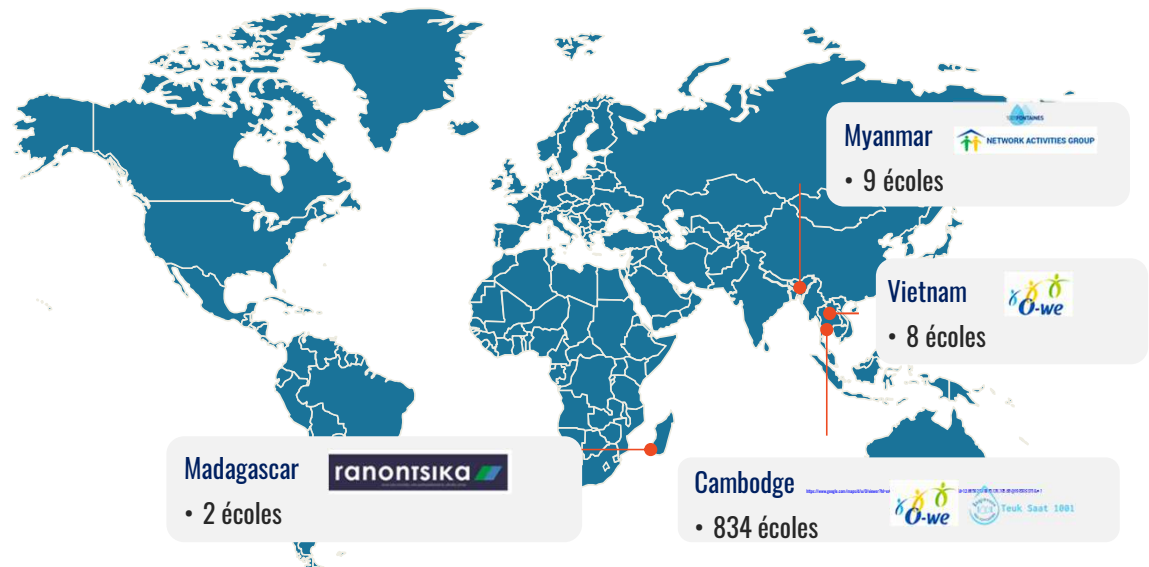 1001FONTAINES
Myanmar
NETWORK ACTIVITIES GROUP
• 9 écoles
Vietnam
O-we
• 8 écoles
Madagascar
ranontsika
• 2 écoles
Cambodge
O-we
Teuk Saat 1001
• 834 écoles